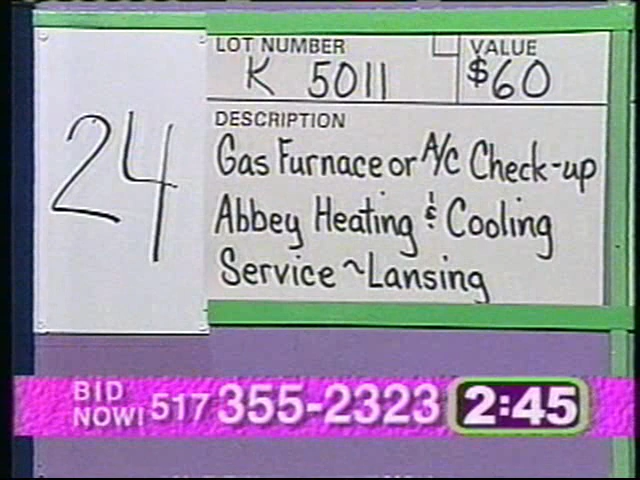 24
LOT NUMBER
K 5011
VALUE
$60
DESCRIPTION
Gas Furnace or A/C Check-up
Abbey Heating & Cooling
Service ~ Lansing
BID
NOW! 517 355-2323 2:45